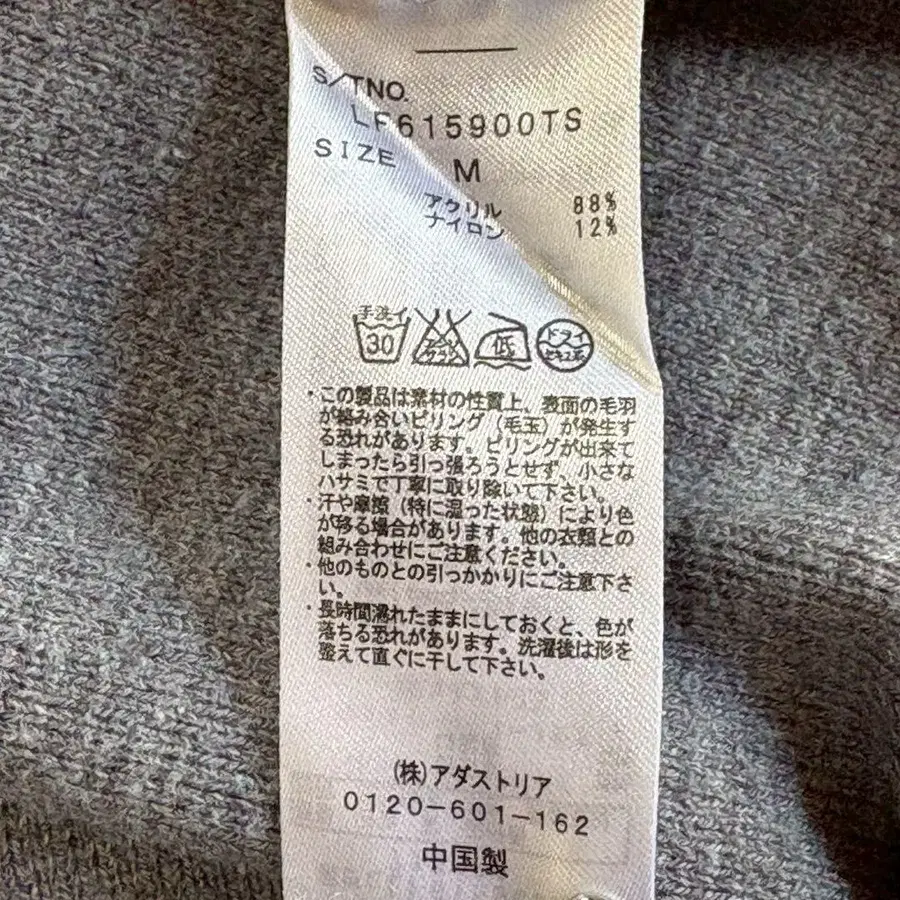 S/TNO.
LF615900TS
SIZE M
アクリル 88%
ナイロン 12%
手洗イ 30 エンソサラシ 低 ドライ セキユ系
・この製品は素材の性質上、表面の毛羽
が絡み合いピリング（毛玉）が発生す
る恐れがあります。ピリングが出来て
しまったら引っ張ろうとせず、小さな
ハサミで丁寧に取り除いて下さい。
・汗や摩擦（特に湿った状態）により色
が移る場合があります。他の衣類との
組み合わせにご注意ください。
・他のものとの引っかかりにご注意下さ
い。
・長時間濡れたままにしておくと、色が
落ちる恐れがあります。洗濯後は形を
整えて直ぐに干して下さい。
(株)アダストリア
0120-601-162
中国製